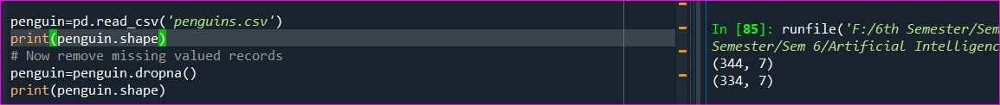 penguin=pd.read_csv('penguins.csv')
print(penguin.shape)
# Now remove missing valued records
penguin=penguin.dropna()
print(penguin.shape)
In [85]: runfile('F:/6th Semester/Sem
Semester/Sem 6/Artificial Intelligenc
(344, 7)
(334, 7)